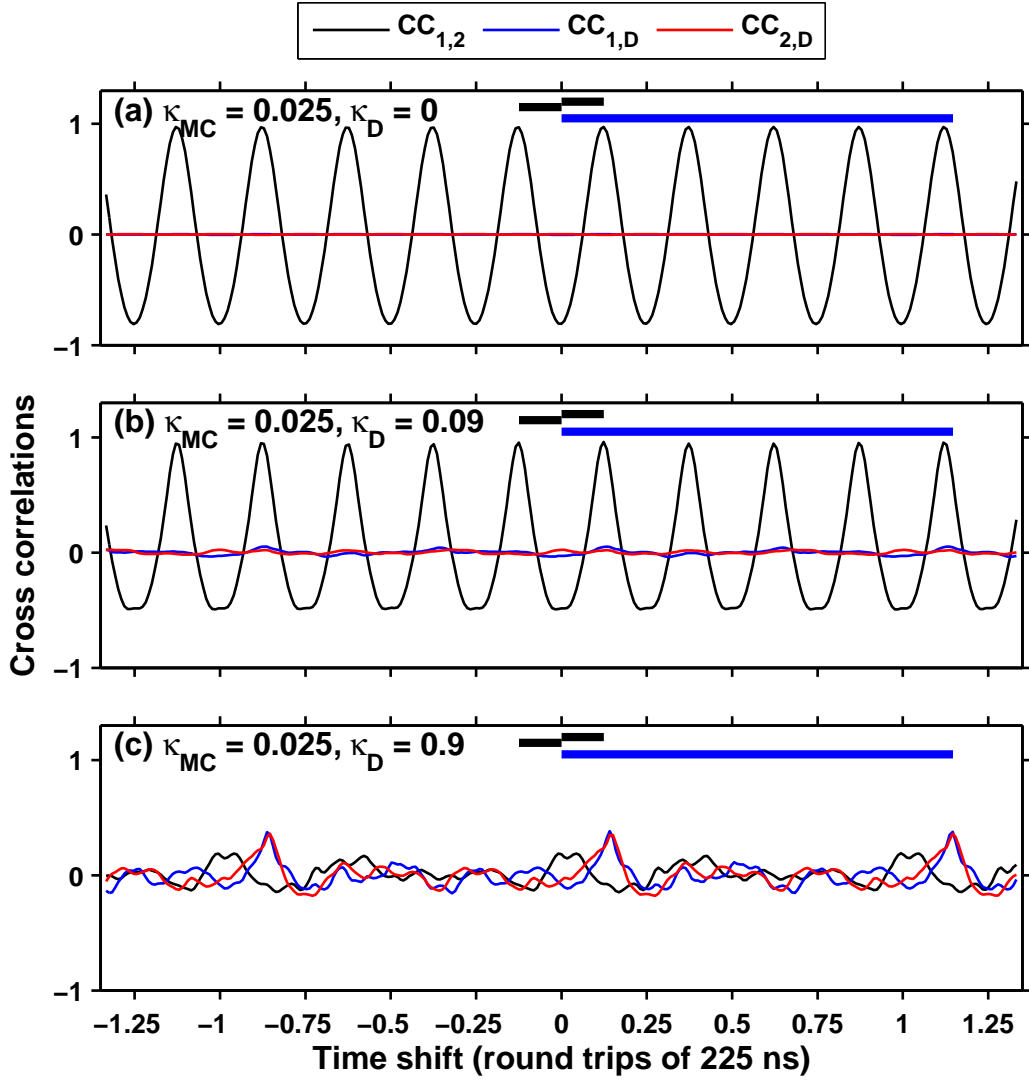 CC1,2 CC1,D CC2,D
(a) κMC = 0.025, κD = 0
1
0
−1
(b) κMC = 0.025, κD = 0.09
1
0
−1
(c) κMC = 0.025, κD = 0.9
1
0
−1
Cross correlations
−1.25 −1 −0.75 −0.5 −0.25 0 0.25 0.5 0.75 1 1.25
Time shift (round trips of 225 ns)